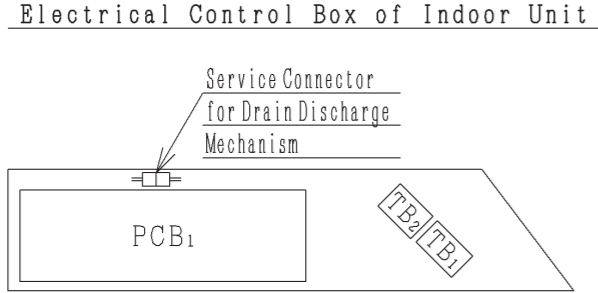 Electrical Control Box of Indoor Unit
Service Connector
for Drain Discharge
Mechanism
PCB₁
TB₂
TB₁